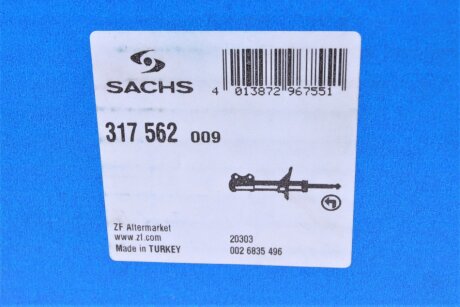 SACHS
4 013872 967551
317 562 009
ZF Aftermarket
www.zf.com
Made in TURKEY
20303
002 6835 496